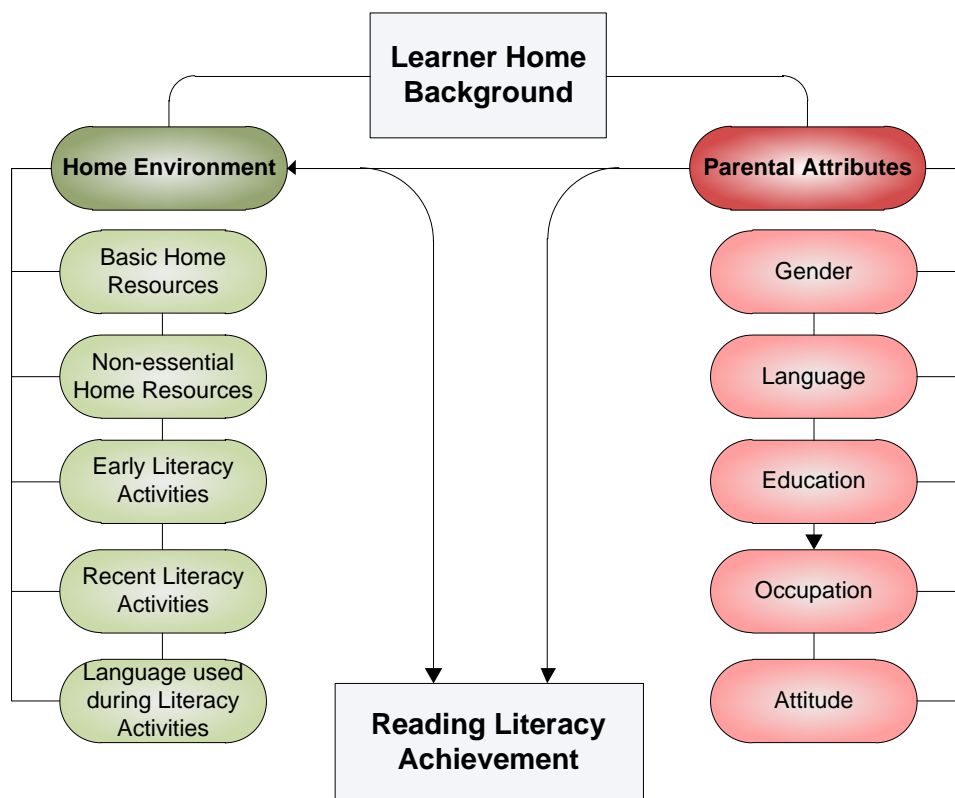 Learner Home
Background
Home Environment
Parental Attributes
Basic Home
Resources
Gender
Non-essential
Home Resources
Language
Early Literacy
Activities
Education
Recent Literacy
Activities
Occupation
Language used
during Literacy
Activities
Attitude
Reading Literacy
Achievement